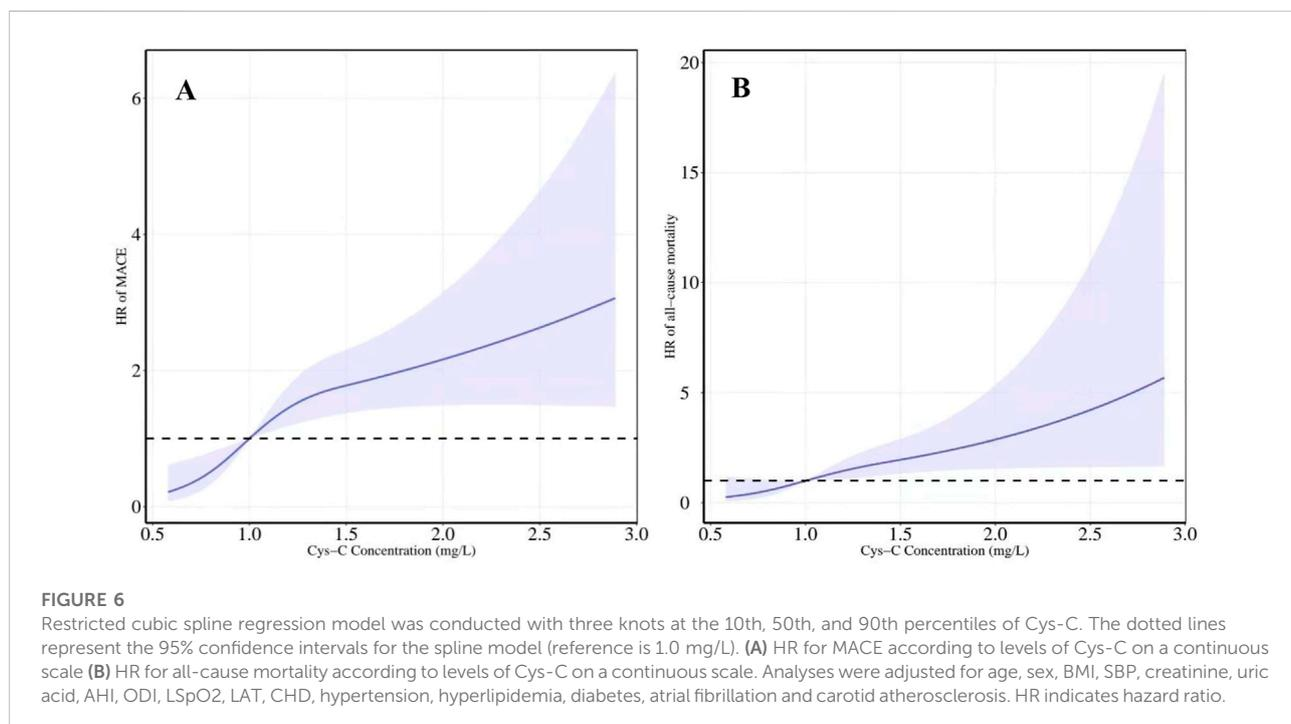 A
HR of MACE
6
4
2
0
0.5 1.0 1.5 2.0 2.5 3.0
Cys-C Concentration (mg/L)
B
HR of all-cause mortality
20
15
10
5
0
0.5 1.0 1.5 2.0 2.5 3.0
Cys-C Concentration (mg/L)
FIGURE 6
Restricted cubic spline regression model was conducted with three knots at the 10th, 50th, and 90th percentiles of Cys-C. The dotted lines
represent the 95% confidence intervals for the spline model (reference is 1.0 mg/L). (A) HR for MACE according to levels of Cys-C on a continuous
scale (B) HR for all-cause mortality according to levels of Cys-C on a continuous scale. Analyses were adjusted for age, sex, BMI, SBP, creatinine, uric
acid, AHI, ODI, LSpO2, LAT, CHD, hypertension, hyperlipidemia, diabetes, atrial fibrillation and carotid atherosclerosis. HR indicates hazard ratio.